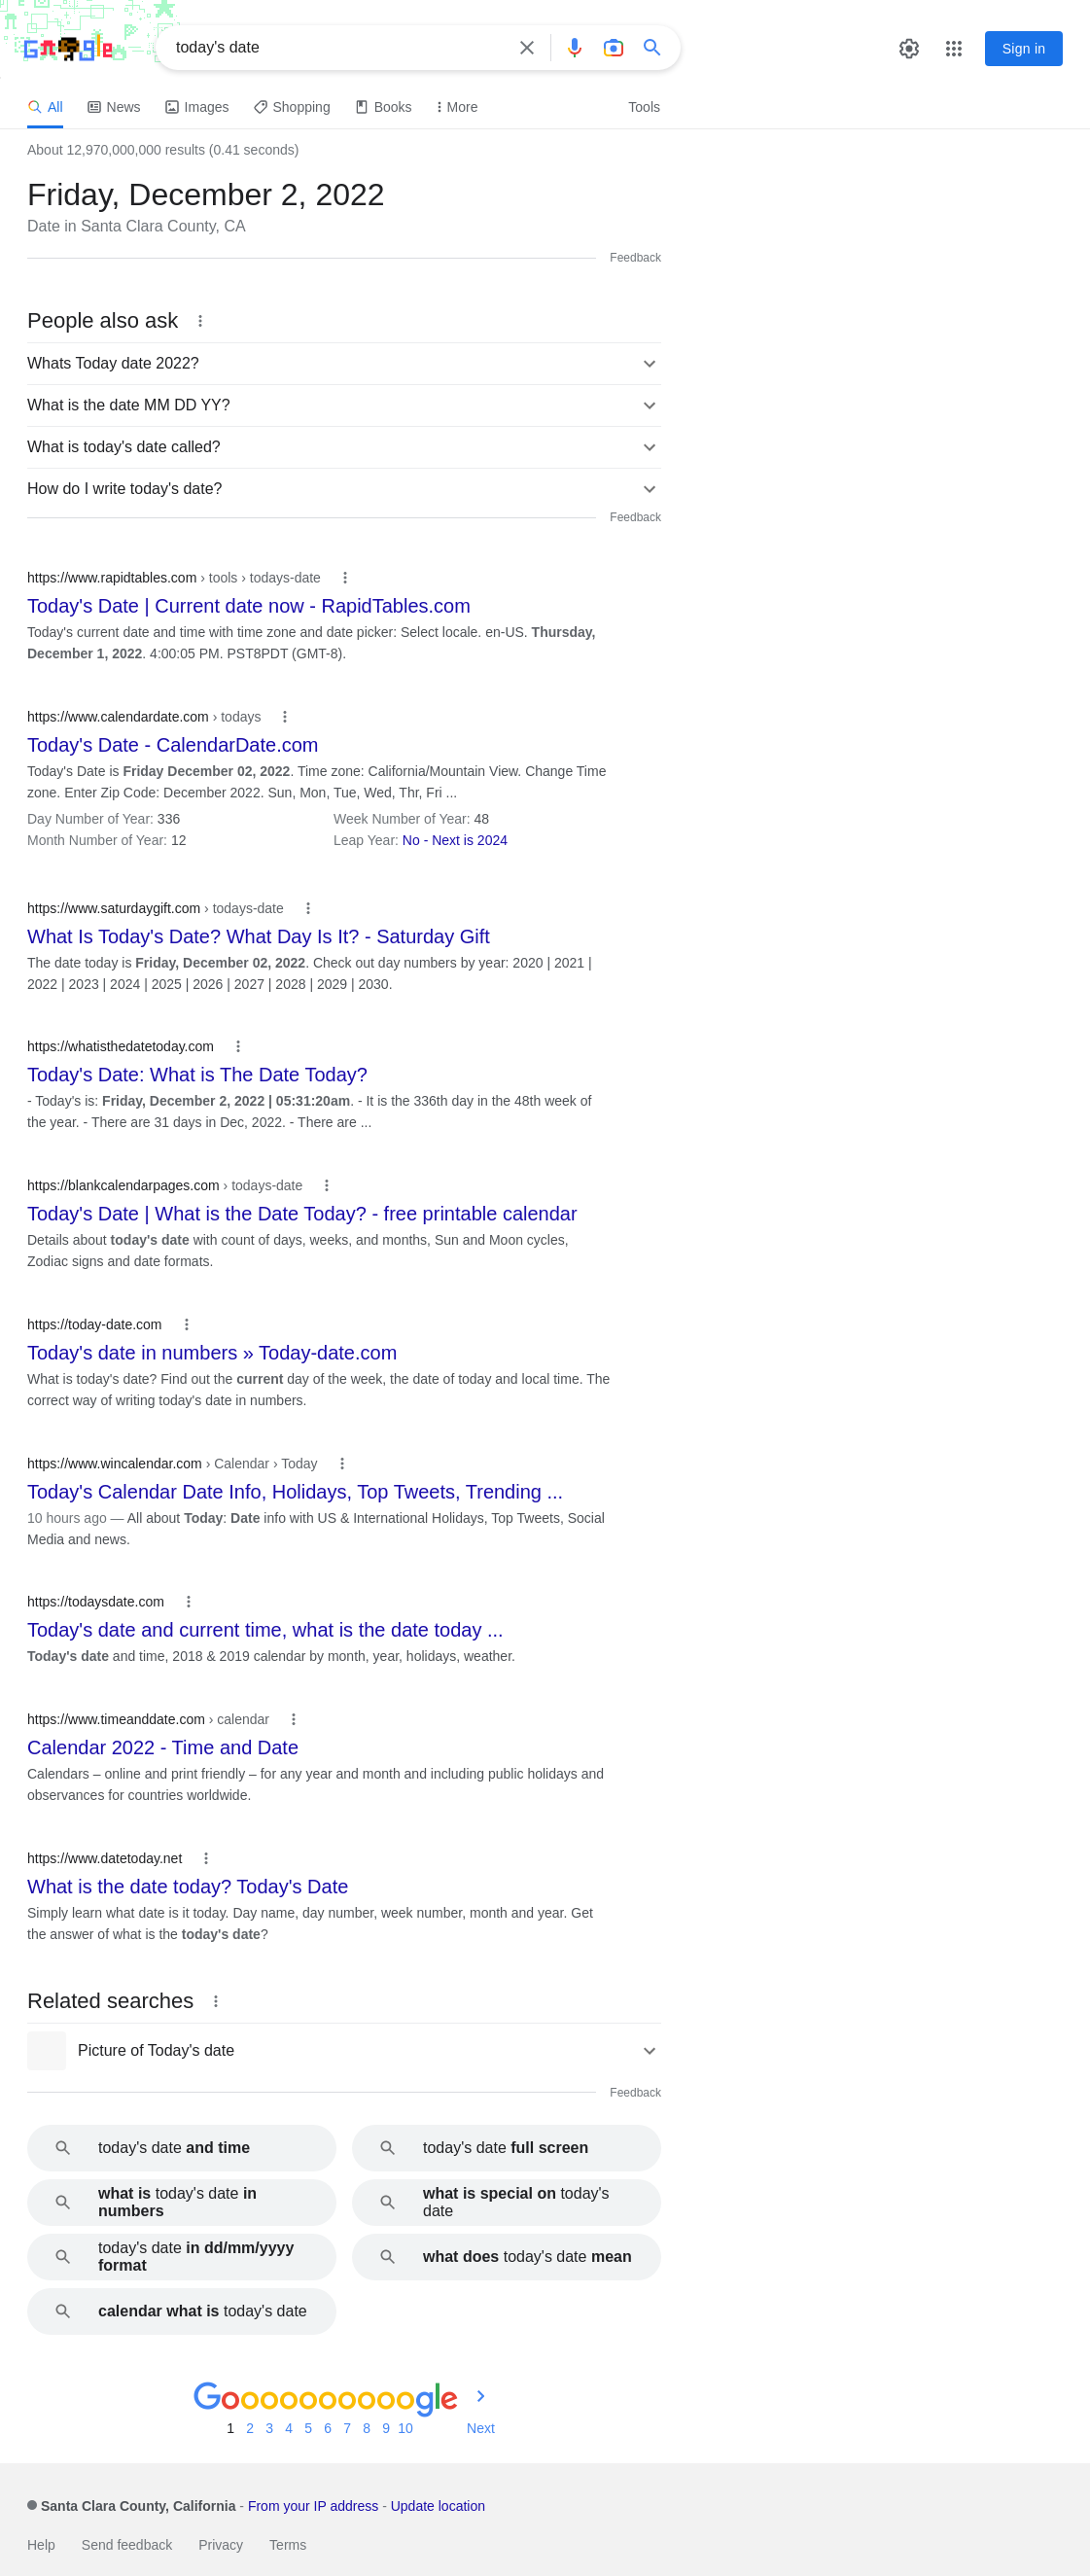 today's date
Sign in
All News Images Shopping Books More Tools
About 12,970,000,000 results (0.41 seconds)
Friday, December 2, 2022
Date in Santa Clara County, CA
Feedback
People also ask
Whats Today date 2022?
What is the date MM DD YY?
What is today's date called?
How do I write today's date?
Feedback
https://www.rapidtables.com › tools › todays-date
Today's Date | Current date now - RapidTables.com
Today's current date and time with time zone and date picker: Select locale. en-US. Thursday,
December 1, 2022. 4:00:05 PM. PST8PDT (GMT-8).
https://www.calendardate.com › todays
Today's Date - CalendarDate.com
Today's Date is Friday December 02, 2022. Time zone: California/Mountain View. Change Time
zone. Enter Zip Code: December 2022. Sun, Mon, Tue, Wed, Thr, Fri ...
Day Number of Year: 336 Week Number of Year: 48
Month Number of Year: 12 Leap Year: No - Next is 2024
https://www.saturdaygift.com › todays-date
What Is Today's Date? What Day Is It? - Saturday Gift
The date today is Friday, December 02, 2022. Check out day numbers by year: 2020 | 2021 |
2022 | 2023 | 2024 | 2025 | 2026 | 2027 | 2028 | 2029 | 2030.
https://whatisthedatetoday.com
Today's Date: What is The Date Today?
- Today's is: Friday, December 2, 2022 | 05:31:20am. - It is the 336th day in the 48th week of
the year. - There are 31 days in Dec, 2022. - There are ...
https://blankcalendarpages.com › todays-date
Today's Date | What is the Date Today? - free printable calendar
Details about today's date with count of days, weeks, and months, Sun and Moon cycles,
Zodiac signs and date formats.
https://today-date.com
Today's date in numbers » Today-date.com
What is today's date? Find out the current day of the week, the date of today and local time. The
correct way of writing today's date in numbers.
https://www.wincalendar.com › Calendar › Today
Today's Calendar Date Info, Holidays, Top Tweets, Trending ...
10 hours ago — All about Today: Date info with US & International Holidays, Top Tweets, Social
Media and news.
https://todaysdate.com
Today's date and current time, what is the date today ...
Today's date and time, 2018 & 2019 calendar by month, year, holidays, weather.
https://www.timeanddate.com › calendar
Calendar 2022 - Time and Date
Calendars – online and print friendly – for any year and month and including public holidays and
observances for countries worldwide.
https://www.datetoday.net
What is the date today? Today's Date
Simply learn what date is it today. Day name, day number, week number, month and year. Get
the answer of what is the today's date?
Related searches
Picture of Today's date
Feedback
today's date and time
today's date full screen
what is today's date in
numbers
what is special on today's
date
today's date in dd/mm/yyyy
format
what does today's date mean
calendar what is today's date
Goooooooooogle
1 2 3 4 5 6 7 8 9 10 Next
Santa Clara County, California - From your IP address - Update location
Help Send feedback Privacy Terms